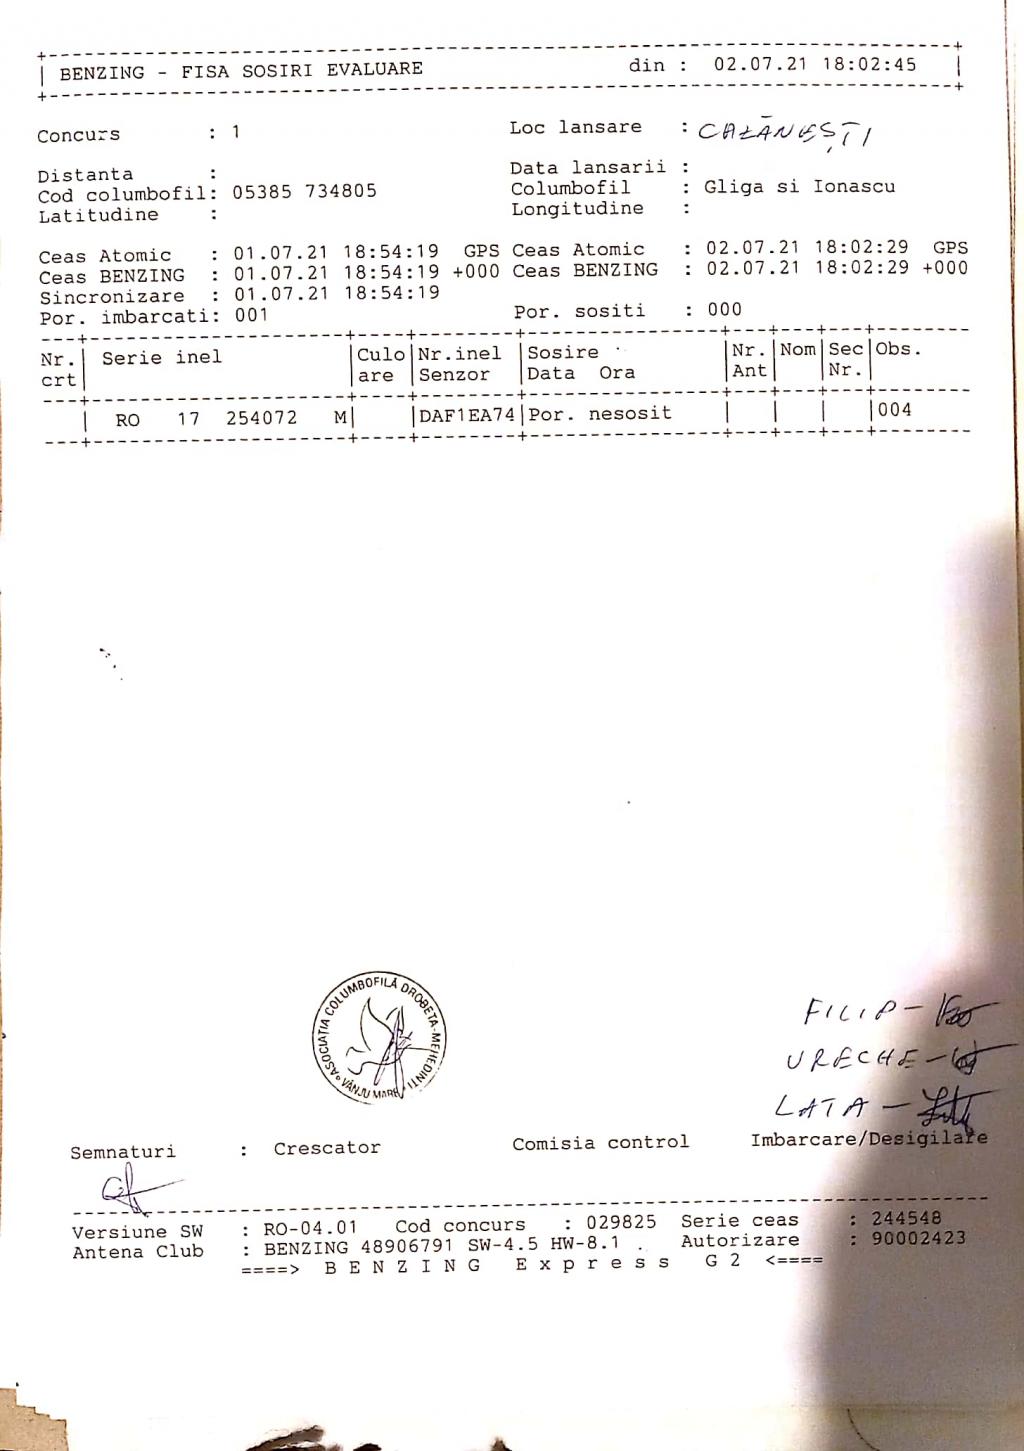 BENZING - FISA SOSIRI EVALUARE din : 02.07.21 18:02:45
Concurs : 1 Loc lansare : CAŁĂNEȘTI
Distanta : Data lansarii :
Cod columbofil: 05385 734805 Columbofil : Gliga si Ionascu
Latitudine : Longitudine :
Ceas Atomic : 01.07.21 18:54:19 GPS Ceas Atomic : 02.07.21 18:02:29 GPS
Ceas BENZING : 01.07.21 18:54:19 +000 Ceas BENZING : 02.07.21 18:02:29 +000
Sincronizare : 01.07.21 18:54:19
Por. imbarcati: 001 Por. sositi : 000
Nr. | Serie inel | Culo | Nr.inel | Sosire | Nr. | Nom | Sec | Obs.
crt | are | Senzor | Data Ora | Ant | Nr.
RO 17 254072 M | DAF1EA74 | Por. nesosit | 004
ASOCIAȚIA COLUMBOFILĂ DROBETA-MEHEDINȚI
VÂNJU MARE
FILIP -
URECHE -
LATA -
Semnaturi : Crescator Comisia control Imbarcare/Desigilare
Versiune SW : RO-04.01 Cod concurs : 029825 Serie ceas : 244548
Antena Club : BENZING 48906791 SW-4.5 HW-8.1 . Autorizare : 90002423
====> B E N Z I N G E x p r e s s G 2 <====